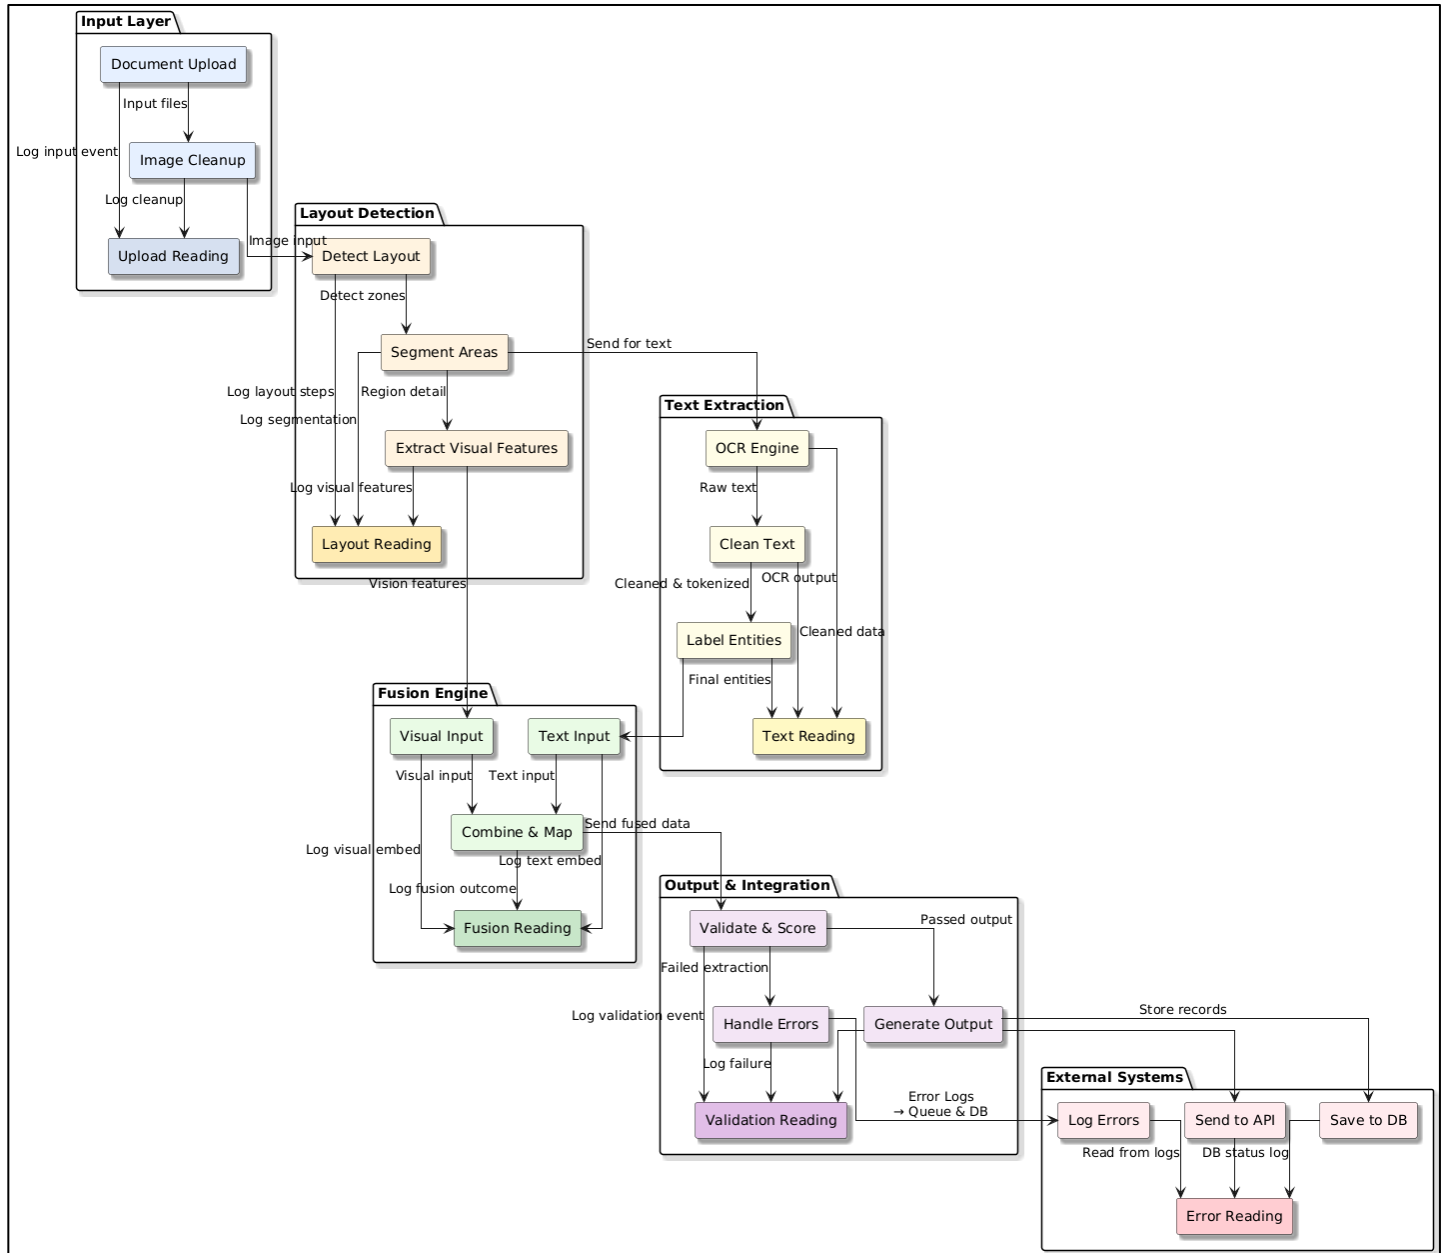 Input Layer
Document Upload
Input files
Log input event
Image Cleanup
Log cleanup
Upload Reading
Image input
Layout Detection
Detect Layout
Detect zones
Segment Areas
Send for text
Log layout steps
Region detail
Log segmentation
Extract Visual Features
Log visual features
Layout Reading
Vision features
Text Extraction
OCR Engine
Raw text
Clean Text
Cleaned & tokenized
OCR output
Label Entities
Cleaned data
Final entities
Text Reading
Fusion Engine
Visual Input
Text Input
Visual input
Text input
Combine & Map
Send fused data
Log visual embed
Log text embed
Log fusion outcome
Fusion Reading
Output & Integration
Validate & Score
Passed output
Failed extraction
Log validation event
Handle Errors
Generate Output
Store records
Log failure
Validation Reading
Error Logs
→ Queue & DB
External Systems
Log Errors
Send to API
Save to DB
Read from logs
DB status log
Error Reading